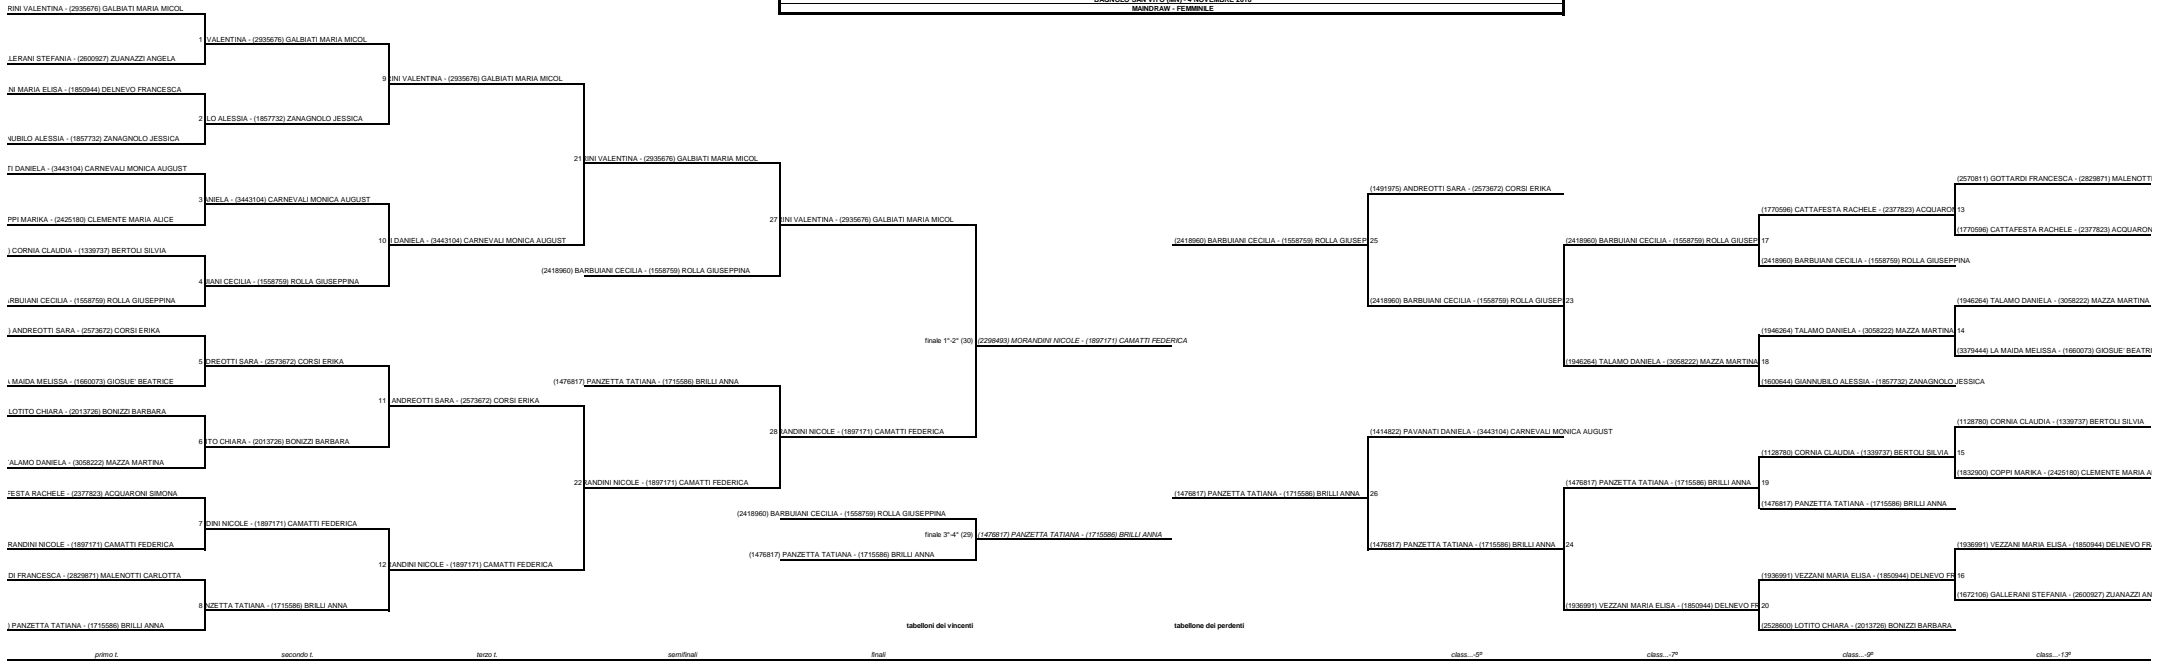 MAINDRAW - FEMMINILE
RINI VALENTINA - (2935676) GALBIATI MARIA MICOL
1 VALENTINA - (2935676) GALBIATI MARIA MICOL
LERANI STEFANIA - (2600927) ZUANAZZI ANGELA
9 INI VALENTINA - (2935676) GALBIATI MARIA MICOL
NI MARIA ELISA - (1850944) DELNEVO FRANCESCA
2 LO ALESSIA - (1857732) ZANAGNOLO JESSICA
NUBILO ALESSIA - (1857732) ZANAGNOLO JESSICA
21 INI VALENTINA - (2935676) GALBIATI MARIA MICOL
TI DANIELA - (3443104) CARNEVALI MONICA AUGUST
3 ANIELA - (3443104) CARNEVALI MONICA AUGUST
PPI MARIKA - (2425180) CLEMENTE MARIA ALICE
27 INI VALENTINA - (2935676) GALBIATI MARIA MICOL
10 I DANIELA - (3443104) CARNEVALI MONICA AUGUST
) CORNIA CLAUDIA - (1339737) BERTOLI SILVIA
(2418960) BARBUIANI CECILIA - (1558759) ROLLA GIUSEPPINA
4 IANI CECILIA - (1558759) ROLLA GIUSEPPINA
RBUIANI CECILIA - (1558759) ROLLA GIUSEPPINA
) ANDREOTTI SARA - (2573672) CORSI ERIKA
finale 1°-2° (30) (2298493) MORANDINI NICOLE - (1897171) CAMATTI FEDERICA
5 DREOTTI SARA - (2573672) CORSI ERIKA
A MAIDA MELISSA - (1660073) GIOSUE' BEATRICE
(1476817) PANZETTA TATIANA - (1715586) BRILLI ANNA
11 ANDREOTTI SARA - (2573672) CORSI ERIKA
LOTITO CHIARA - (2013726) BONIZZI BARBARA
28 RANDINI NICOLE - (1897171) CAMATTI FEDERICA
6 ITO CHIARA - (2013726) BONIZZI BARBARA
ALAMO DANIELA - (3058222) MAZZA MARTINA
22 RANDINI NICOLE - (1897171) CAMATTI FEDERICA
FESTA RACHELE - (2377823) ACQUARONI SIMONA
(2418960) BARBUIANI CECILIA - (1558759) ROLLA GIUSEPPINA
7 DINI NICOLE - (1897171) CAMATTI FEDERICA
finale 3°-4° (29) (1476817) PANZETTA TATIANA - (1715586) BRILLI ANNA
RANDINI NICOLE - (1897171) CAMATTI FEDERICA
(1476817) PANZETTA TATIANA - (1715586) BRILLI ANNA
12 RANDINI NICOLE - (1897171) CAMATTI FEDERICA
DI FRANCESCA - (2829871) MALENOTTI CARLOTTA
8 NZETTA TATIANA - (1715586) BRILLI ANNA
) PANZETTA TATIANA - (1715586) BRILLI ANNA
tabelloni dei vincenti
tabellone dei perdenti
(2570811) GOTTARDI FRANCESCA - (2829871) MALENOTTI
(1491975) ANDREOTTI SARA - (2573672) CORSI ERIKA
(1770596) CATTAFESTA RACHELE - (2377823) ACQUARON 13
(1770596) CATTAFESTA RACHELE - (2377823) ACQUARON
(2418960) BARBUIANI CECILIA - (1558759) ROLLA GIUSEP 25
(2418960) BARBUIANI CECILIA - (1558759) ROLLA GIUSEP 17
(2418960) BARBUIANI CECILIA - (1558759) ROLLA GIUSEPPINA
(2418960) BARBUIANI CECILIA - (1558759) ROLLA GIUSEP 23
(1946264) TALAMO DANIELA - (3058222) MAZZA MARTINA
(1946264) TALAMO DANIELA - (3058222) MAZZA MARTINA 14
(3379444) LA MAIDA MELISSA - (1660073) GIOSUE' BEATRI
(1946264) TALAMO DANIELA - (3058222) MAZZA MARTINA 18
(1600644) GIANNUBILO ALESSIA - (1857732) ZANAGNOLO JESSICA
(1128780) CORNIA CLAUDIA - (1339737) BERTOLI SILVIA
(1414822) PAVANATI DANIELA - (3443104) CARNEVALI MONICA AUGUST
(1128780) CORNIA CLAUDIA - (1339737) BERTOLI SILVIA 15
(1832900) COPPI MARIKA - (2425180) CLEMENTE MARIA A
(1476817) PANZETTA TATIANA - (1715586) BRILLI ANNA 19
(1476817) PANZETTA TATIANA - (1715586) BRILLI ANNA 26
(1476817) PANZETTA TATIANA - (1715586) BRILLI ANNA
(1476817) PANZETTA TATIANA - (1715586) BRILLI ANNA 24
(1936991) VEZZANI MARIA ELISA - (1850944) DELNEVO FR
(1936991) VEZZANI MARIA ELISA - (1850944) DELNEVO FR 16
(1672106) GALLERANI STEFANIA - (2600927) ZUANAZZI AN
(1936991) VEZZANI MARIA ELISA - (1850944) DELNEVO FR 20
(2528600) LOTITO CHIARA - (2013726) BONIZZI BARBARA
primo t. secondo t. terzo t. semifinali finali class...-5° class...-7° class...-9° class...-13°